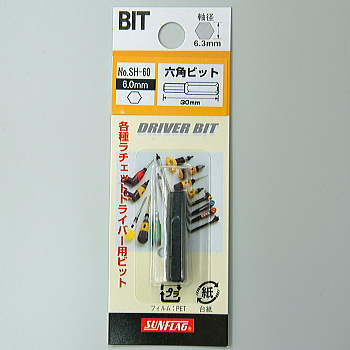 BIT
軸径
6.3mm
No.SH-60
6.0mm
六角ビット
30mm
DRIVER BIT
各種ラチェットドライバー用ビット
プラ
フィルム:PET
紙
台紙
SUNFLAG